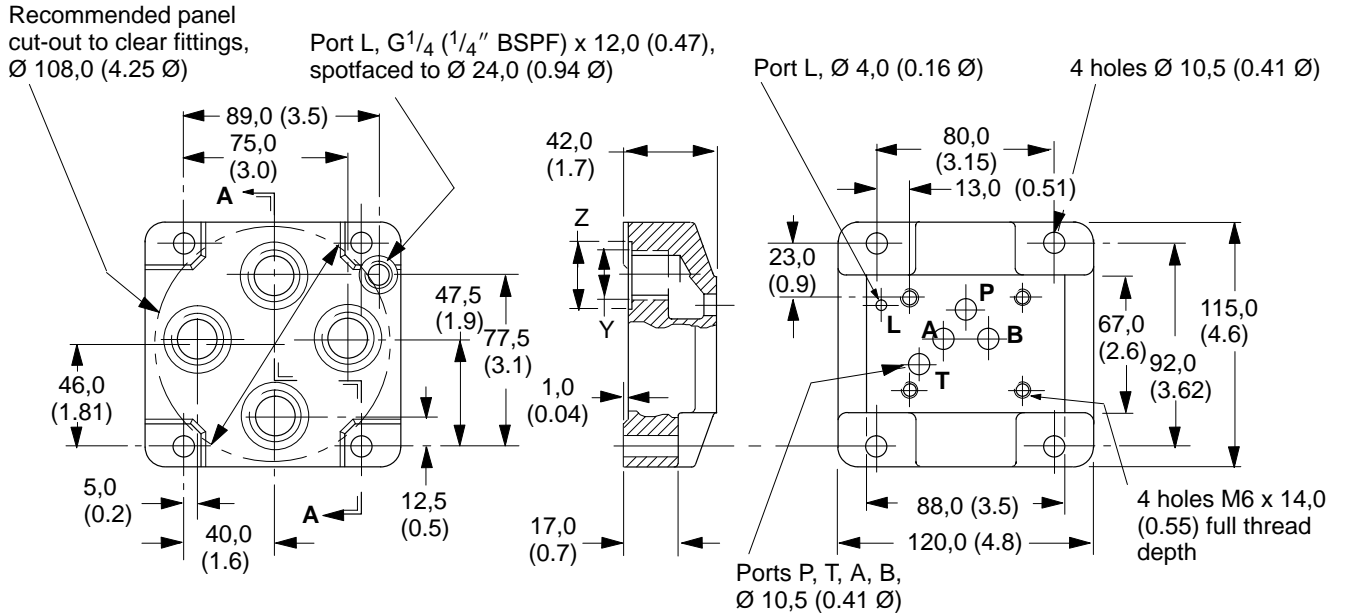 Recommended panel
cut-out to clear fittings,
Ø 108,0 (4.25 Ø)
Port L, G1/4 (1/4″ BSPF) x 12,0 (0.47),
spotfaced to Ø 24,0 (0.94 Ø)
Port L, Ø 4,0 (0.16 Ø)
4 holes Ø 10,5 (0.41 Ø)
89,0 (3.5)
75,0
(3.0)
A
47,5
(1.9)
77,5
(3.1)
46,0
(1.81)
5,0
(0.2)
40,0
(1.6)
A
12,5
(0.5)
42,0
(1.7)
Z
Y
1,0
(0.04)
17,0
(0.7)
80,0
(3.15)
13,0 (0.51)
23,0
(0.9)
P
L
A
B
T
67,0
(2.6)
92,0
(3.62)
115,0
(4.6)
88,0 (3.5)
120,0 (4.8)
4 holes M6 x 14,0
(0.55) full thread
depth
Ports P, T, A, B,
Ø 10,5 (0.41 Ø)